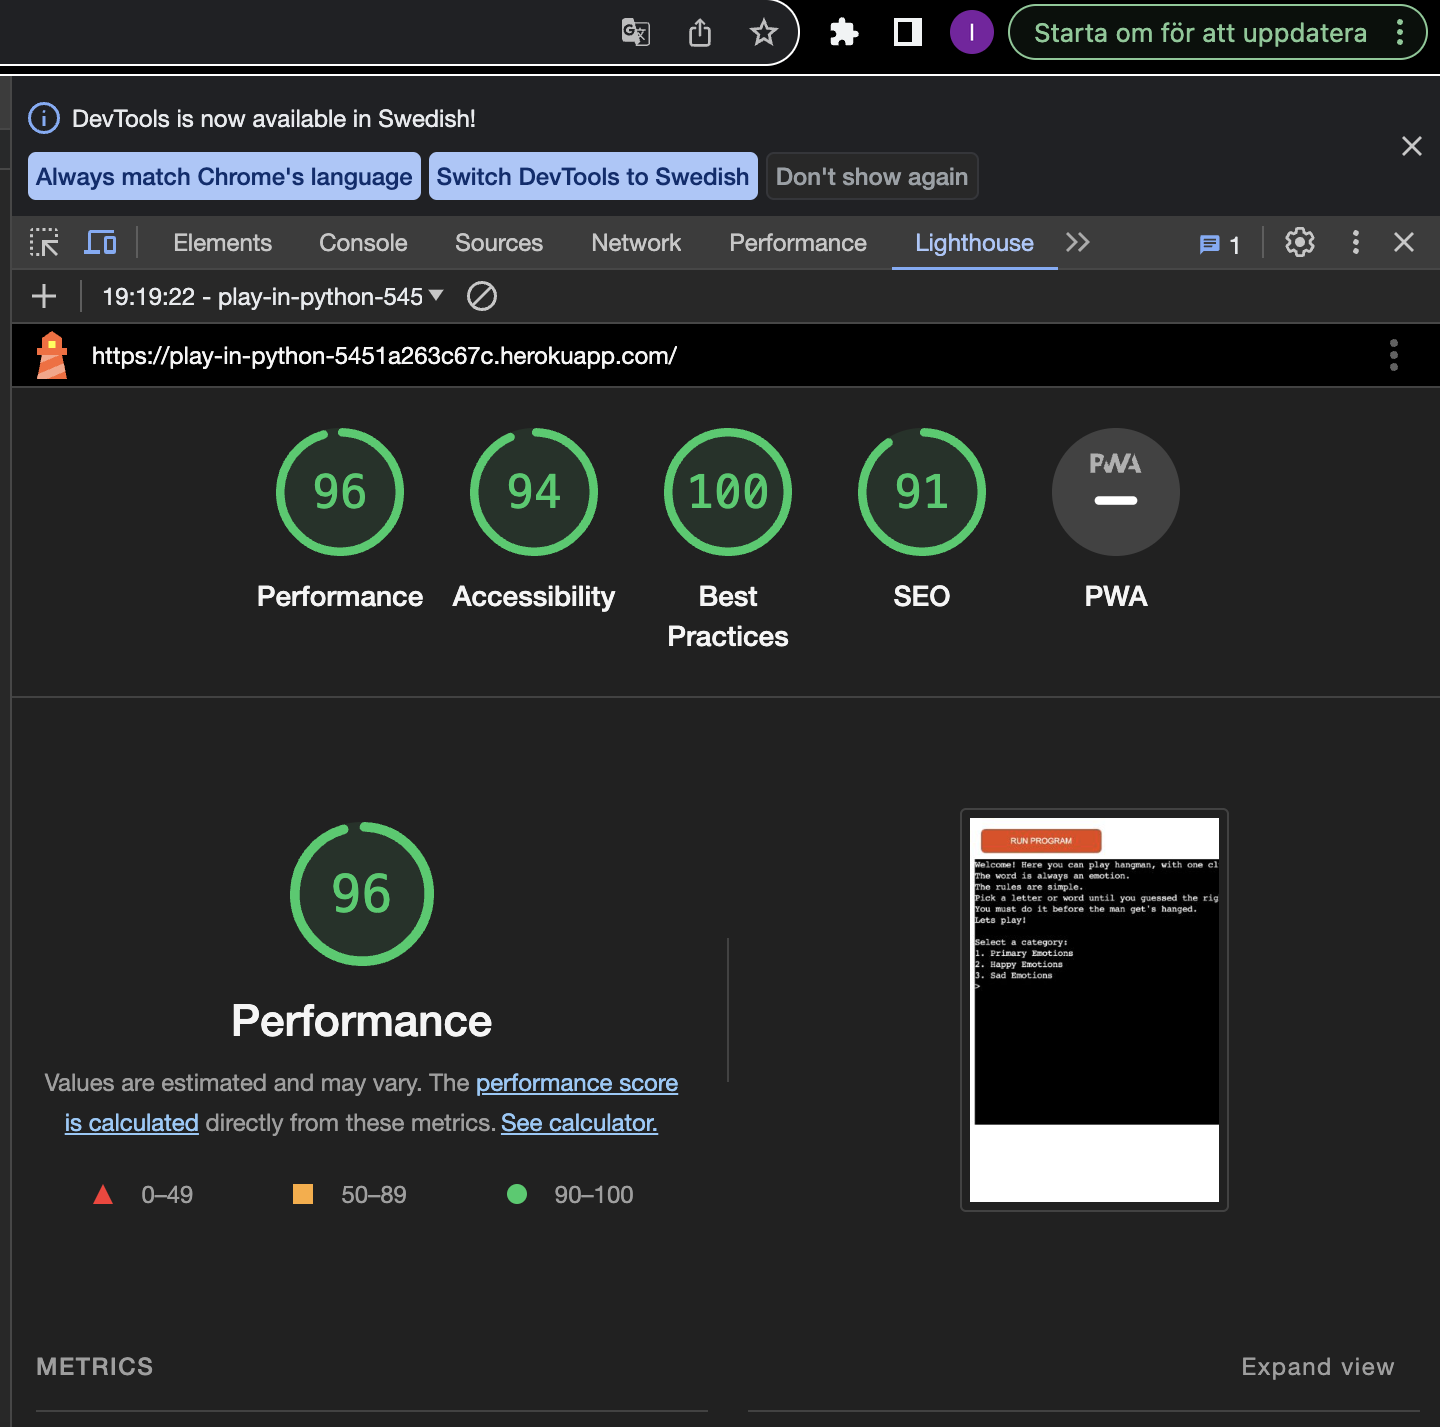 I
Starta om för att uppdatera
DevTools is now available in Swedish!
Always match Chrome's language
Switch DevTools to Swedish
Don't show again
Elements
Console
Sources
Network
Performance
Lighthouse
1
19:19:22 - play-in-python-545
https://play-in-python-5451a263c67c.herokuapp.com/
96
94
100
91
PWA
Performance
Accessibility
Best
Practices
SEO
PWA
96
Performance
Values are estimated and may vary. The performance score
is calculated directly from these metrics. See calculator.
0–49
50–89
90–100
RUN PROGRAM
Welcome! Here you can play hangman, with one cl
The word is always an emotion.
The rules are simple.
Pick a letter or word until you guessed the rig
You must do it before the man get's hanged.
Lets play!
Select a category:
1. Primary Emotions
2. Happy Emotions
3. Sad Emotions
>
METRICS
Expand view